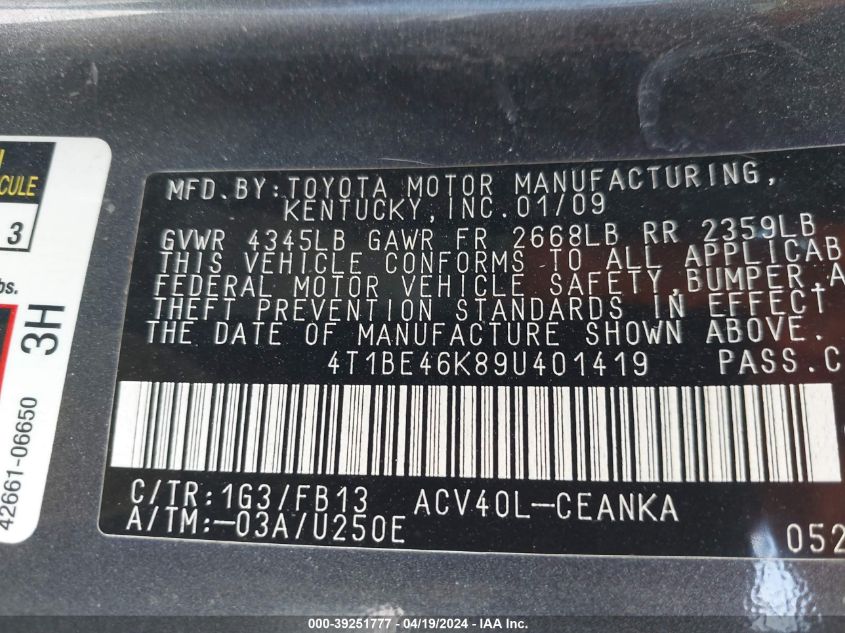 MFD. BY: TOYOTA MOTOR MANUFACTURING,
KENTUCKY, INC. 01/09
GVWR 4345LB GAWR FR 2668LB RR 2359LB
THIS VEHICLE CONFORMS TO ALL APPLICAB
FEDERAL MOTOR VEHICLE SAFETY, BUMPER, A
THEFT PREVENTION STANDARDS IN EFFECT
THE DATE OF MANUFACTURE SHOWN ABOVE.
4T1BE46K89U401419 PASS.C
C/TR: 1G3/FB13 ACV40L-CEANKA
A/TM:-03A/U250E 052
CULE
3
bs.
3H
42661-06650
000-39251777 - 04/19/2024 - IAA Inc.